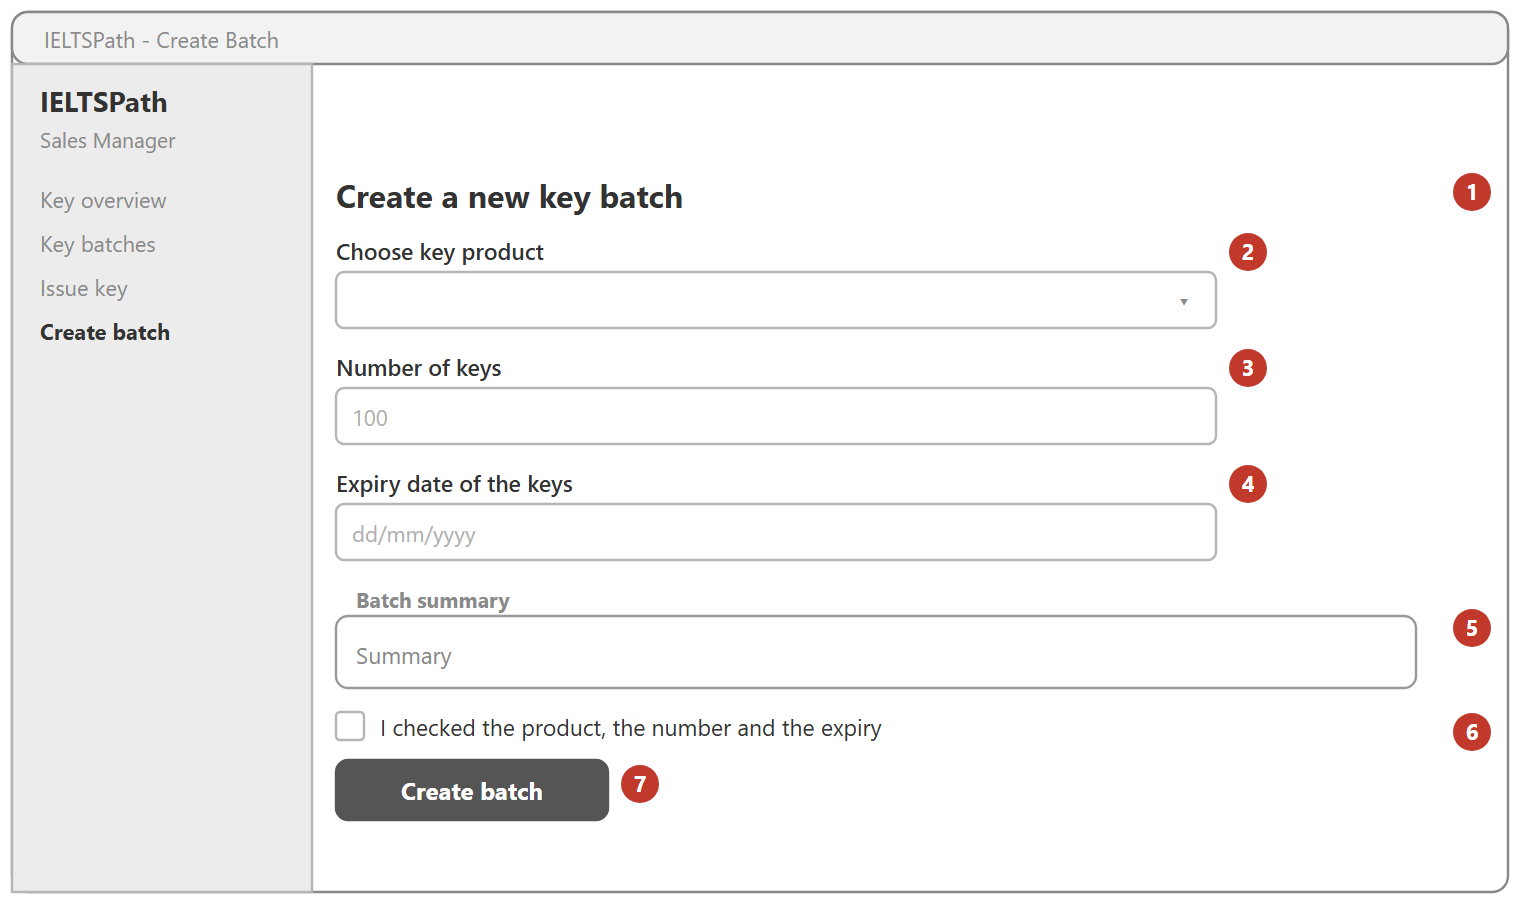 IELTSPath - Create Batch
IELTSPath
Sales Manager
Key overview
Key batches
Issue key
Create batch
Create a new key batch
1
Choose key product
2
Number of keys
3
100
Expiry date of the keys
4
dd/mm/yyyy
Batch summary
5
Summary
I checked the product, the number and the expiry
6
Create batch
7